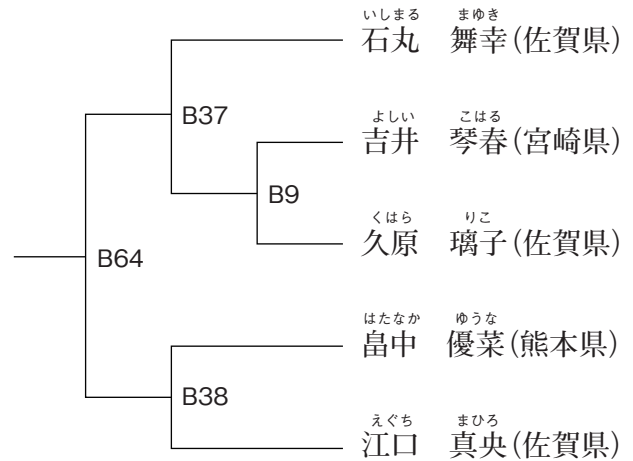 いしまる まゆき
石丸 舞幸(佐賀県)
B37
よしい こはる
吉井 琴春(宮崎県)
B9
くはら りこ
久原 璃子(佐賀県)
B64
はたなか ゆうな
畠中 優菜(熊本県)
B38
えぐち まひろ
江口 真央(佐賀県)